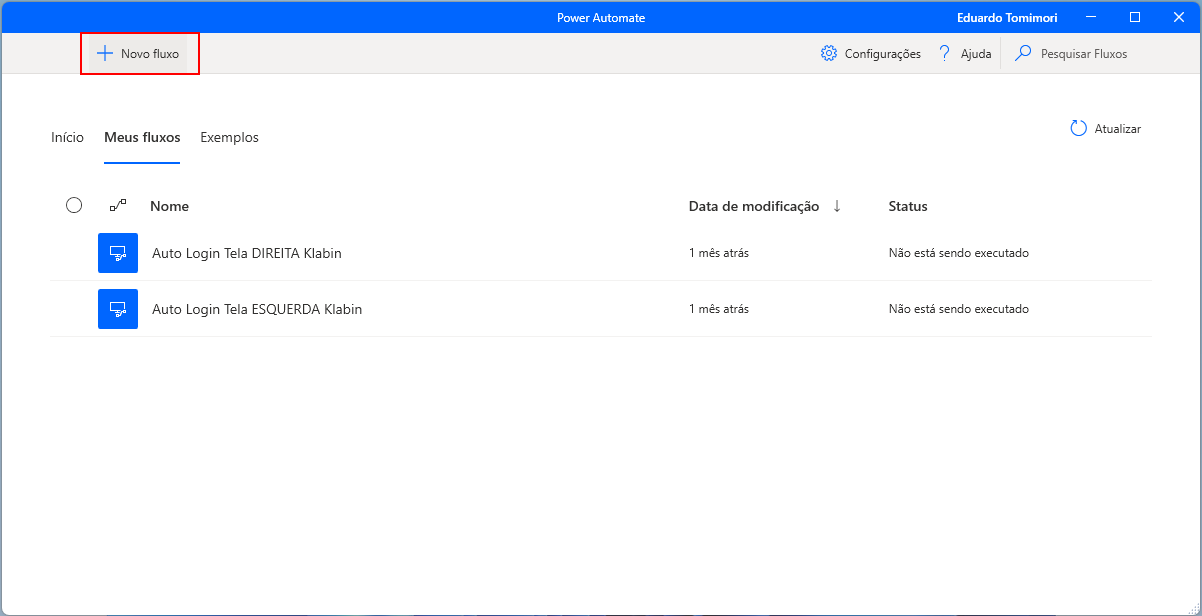 Power Automate
Eduardo Tomimori
Novo fluxo
Configurações
? Ajuda
Pesquisar Fluxos
Início Meus fluxos Exemplos
Atualizar
Nome Data de modificação ↓ Status
Auto Login Tela DIREITA Klabin 1 mês atrás Não está sendo executado
Auto Login Tela ESQUERDA Klabin 1 mês atrás Não está sendo executado